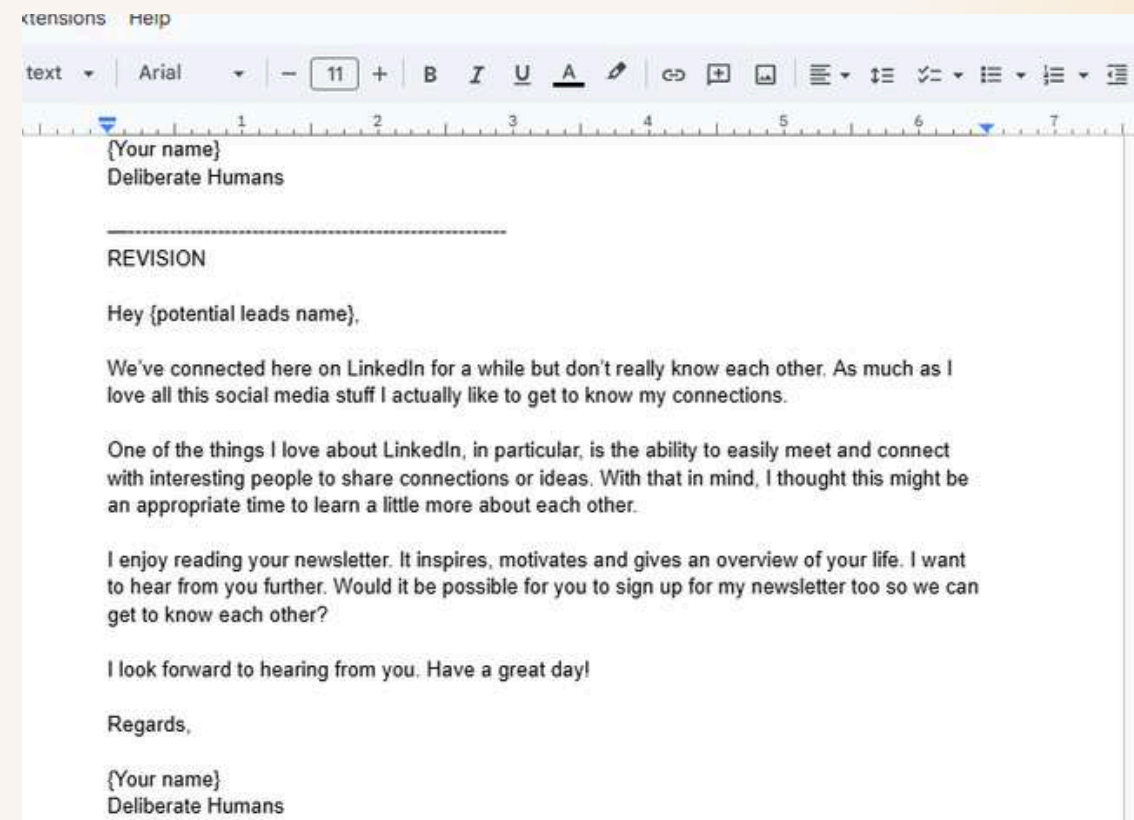 xtensions Help
text Arial − 11 + B I U A
1 2 3 4 5 6 7
{Your name}
Deliberate Humans
—--------------------------------------------------------
REVISION
Hey {potential leads name},
We've connected here on LinkedIn for a while but don't really know each other. As much as I
love all this social media stuff I actually like to get to know my connections.
One of the things I love about LinkedIn, in particular, is the ability to easily meet and connect
with interesting people to share connections or ideas. With that in mind, I thought this might be
an appropriate time to learn a little more about each other.
I enjoy reading your newsletter. It inspires, motivates and gives an overview of your life. I want
to hear from you further. Would it be possible for you to sign up for my newsletter too so we can
get to know each other?
I look forward to hearing from you. Have a great day!
Regards,
{Your name}
Deliberate Humans